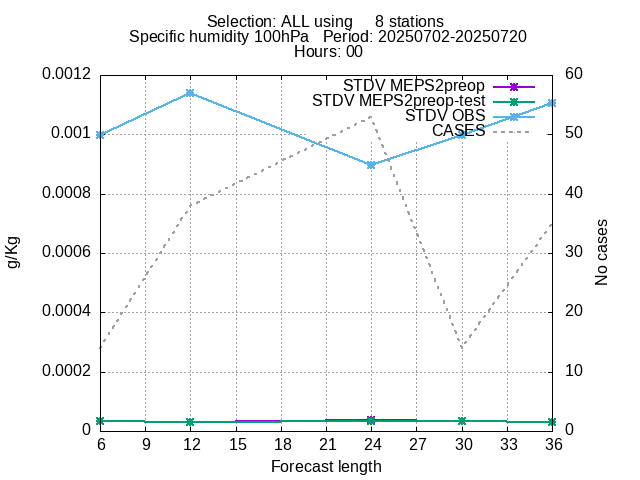 Selection: ALL using     8 stations
Specific humidity 100hPa   Period: 20250702-20250720
Hours: 00
STDV MEPS2preop
STDV MEPS2preop-test
STDV OBS
CASES
0.0012
0.001
0.0008
0.0006
0.0004
0.0002
0
g/Kg
60
50
40
30
20
10
0
No cases
6 9 12 15 18 21 24 27 30 33 36
Forecast length